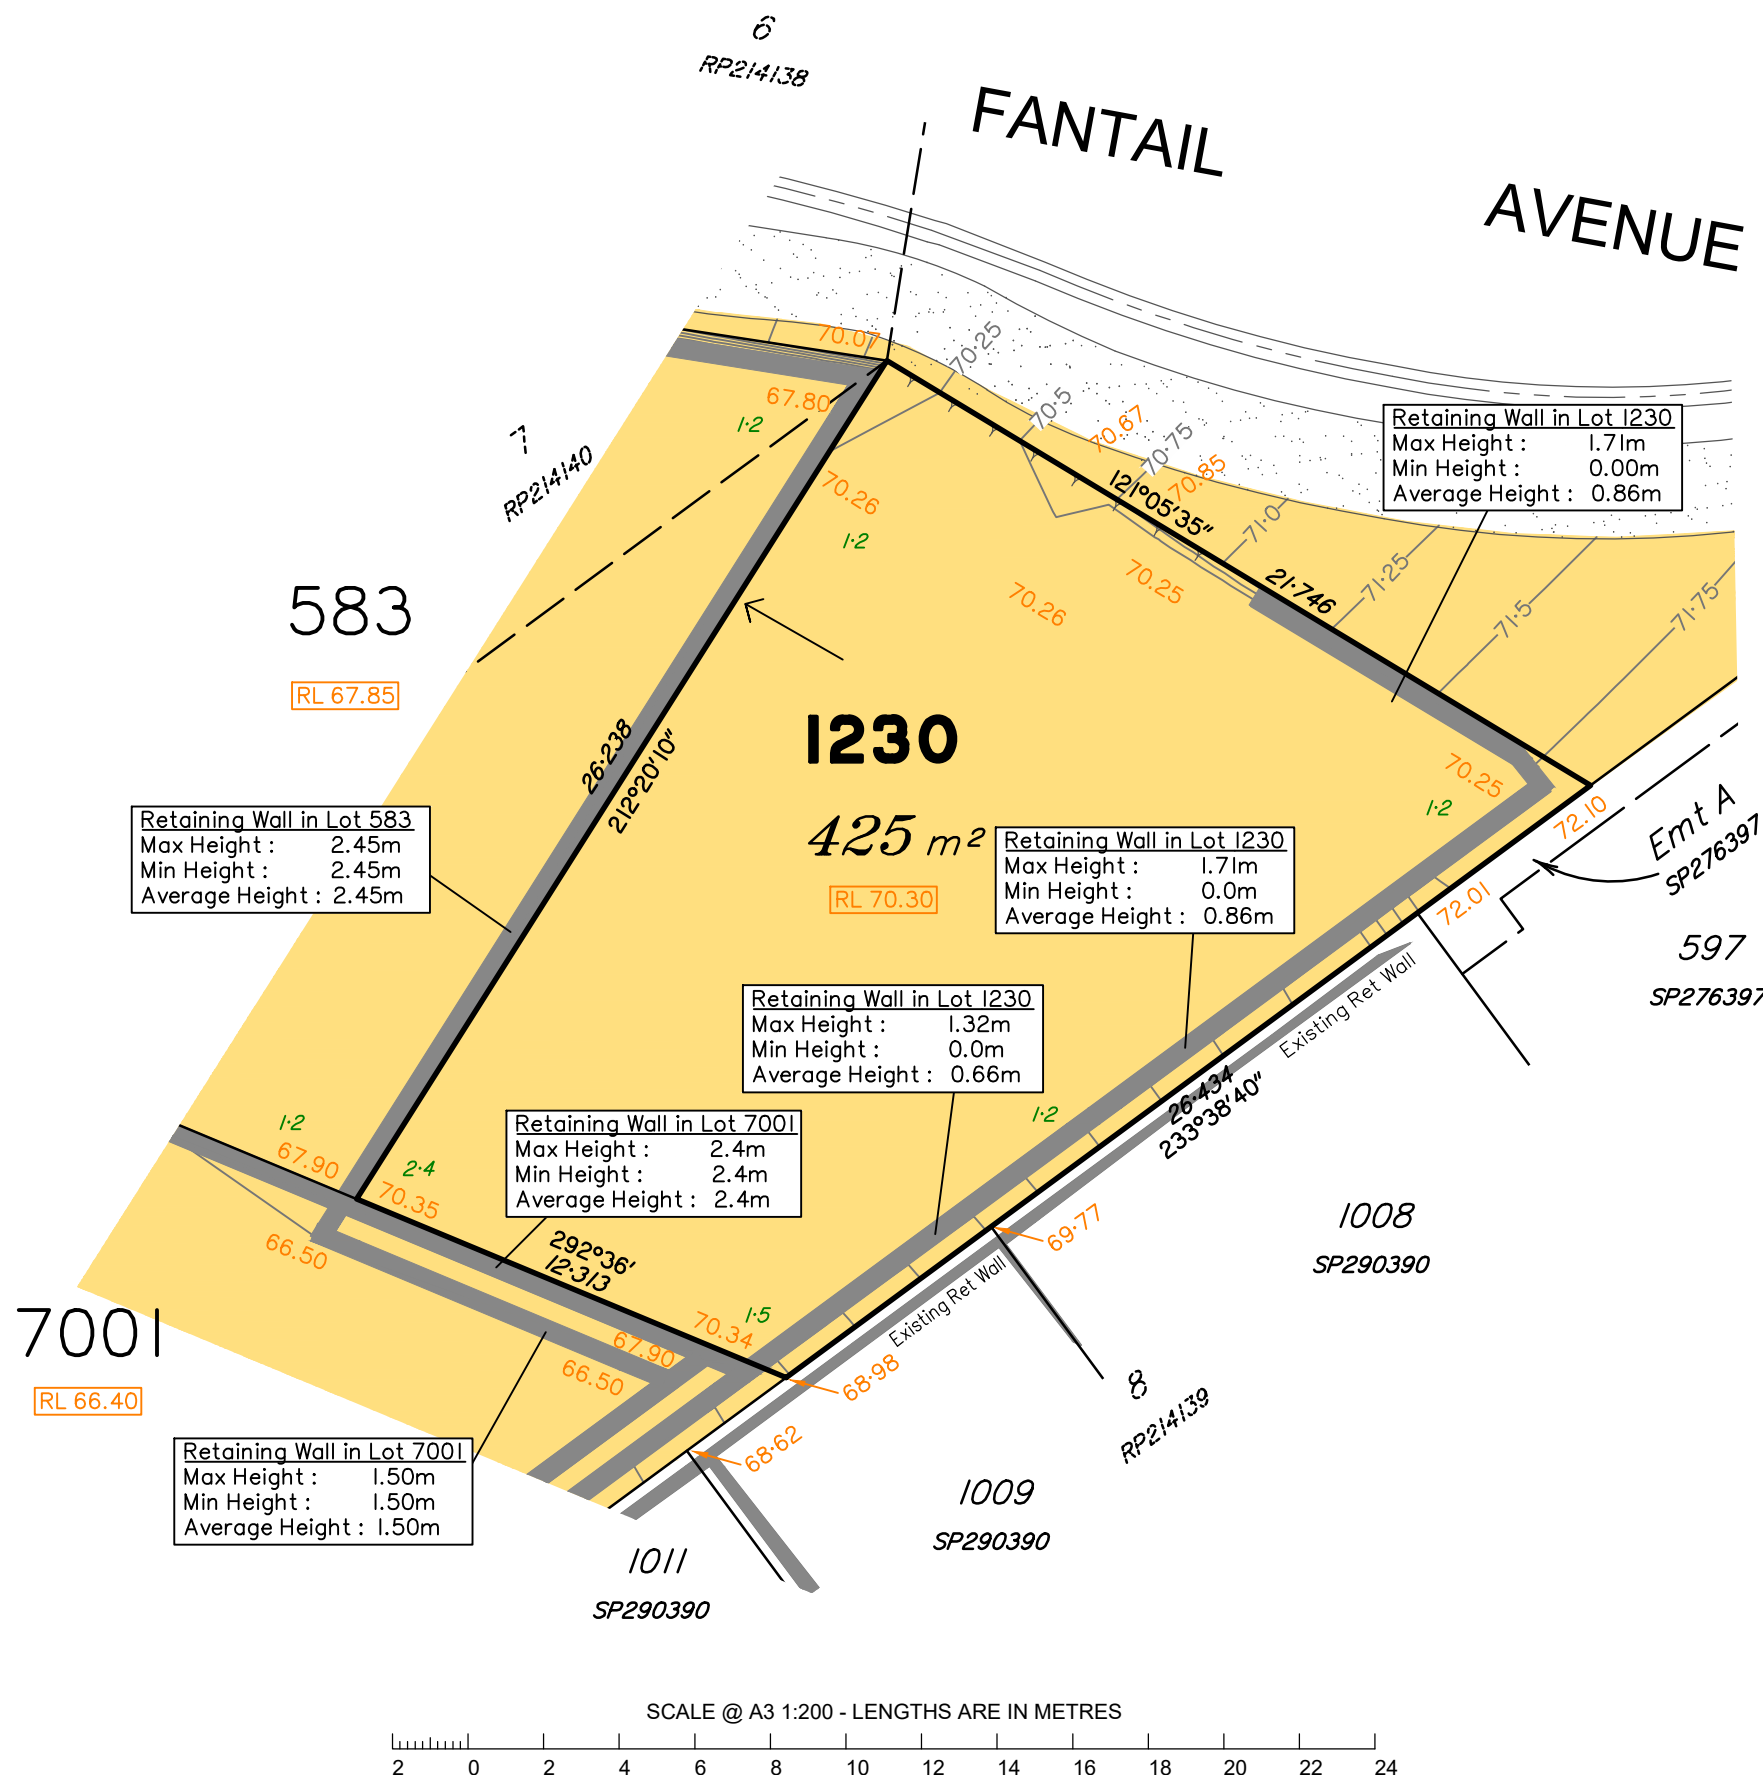 6
RP214138
FANTAIL
AVENUE
70.07
70·25
67.80
1·2
70·5
70.67
70·75
70.85
7
RP214140
121°05'35"
21·746
Retaining Wall in Lot 1230
Max Height : 1.71m
Min Height : 0.00m
Average Height : 0.86m
70.26
1·2
70.26
70.25
71·0
71·25
71·5
71·75
583
RL 67.85
26·238
212°20'10"
1230
425 m²
RL 70.30
70.25
1·2
72.10
Emt A
SP276397
72.01
597
SP276397
Retaining Wall in Lot 583
Max Height : 2.45m
Min Height : 2.45m
Average Height : 2.45m
Retaining Wall in Lot 1230
Max Height : 1.71m
Min Height : 0.0m
Average Height : 0.86m
Existing Ret Wall
Retaining Wall in Lot 1230
Max Height : 1.32m
Min Height : 0.0m
Average Height : 0.66m
26·434
233°38'40"
1·2
Retaining Wall in Lot 7001
Max Height : 2.4m
Min Height : 2.4m
Average Height : 2.4m
1·2
67.90
2·4
70.35
66.50
292°36'
12·313
69·77
1008
SP290390
Existing Ret Wall
7001
RL 66.40
70.34
1·5
67.90
66.50
68·98
8
RP214139
68·62
Retaining Wall in Lot 7001
Max Height : 1.50m
Min Height : 1.50m
Average Height : 1.50m
1009
SP290390
1011
SP290390
SCALE @ A3 1:200 - LENGTHS ARE IN METRES
2 0 2 4 6 8 10 12 14 16 18 20 22 24